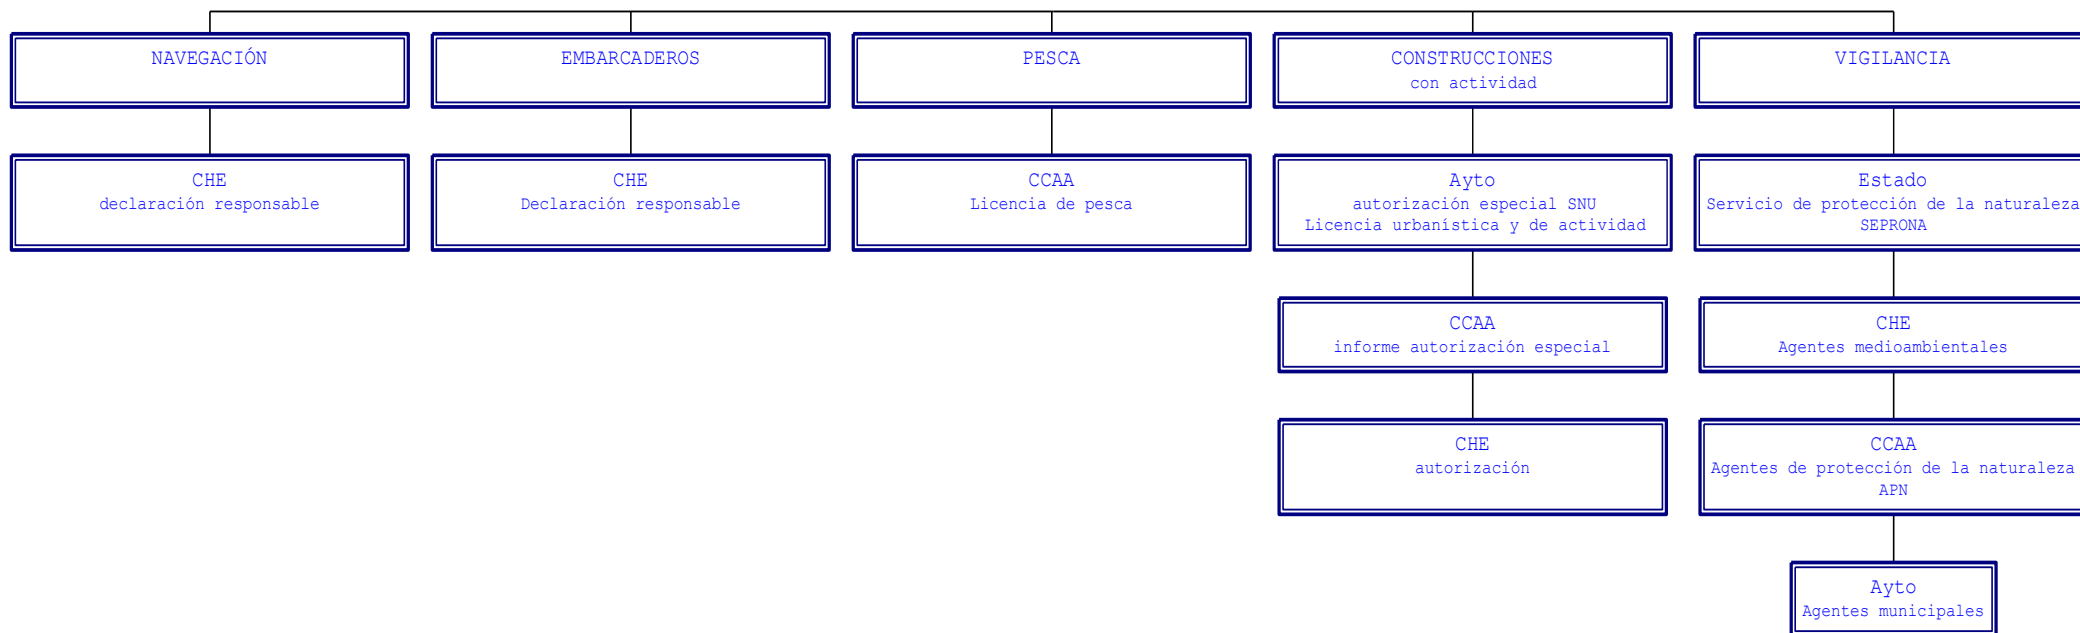 NAVEGACIÓN
EMBARCADEROS
PESCA
CONSTRUCCIONES
con actividad
VIGILANCIA
CHE
declaración responsable
CHE
Declaración responsable
CCAA
Licencia de pesca
Ayto
autorización especial SNU
Licencia urbanística y de actividad
Estado
Servicio de protección de la naturaleza
SEPRONA
CCAA
informe autorización especial
CHE
Agentes medioambientales
CHE
autorización
CCAA
Agentes de protección de la naturaleza
APN
Ayto
Agentes municipales